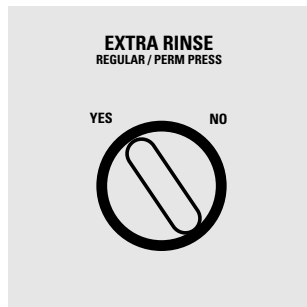 EXTRA RINSE
REGULAR / PERM PRESS
YES NO